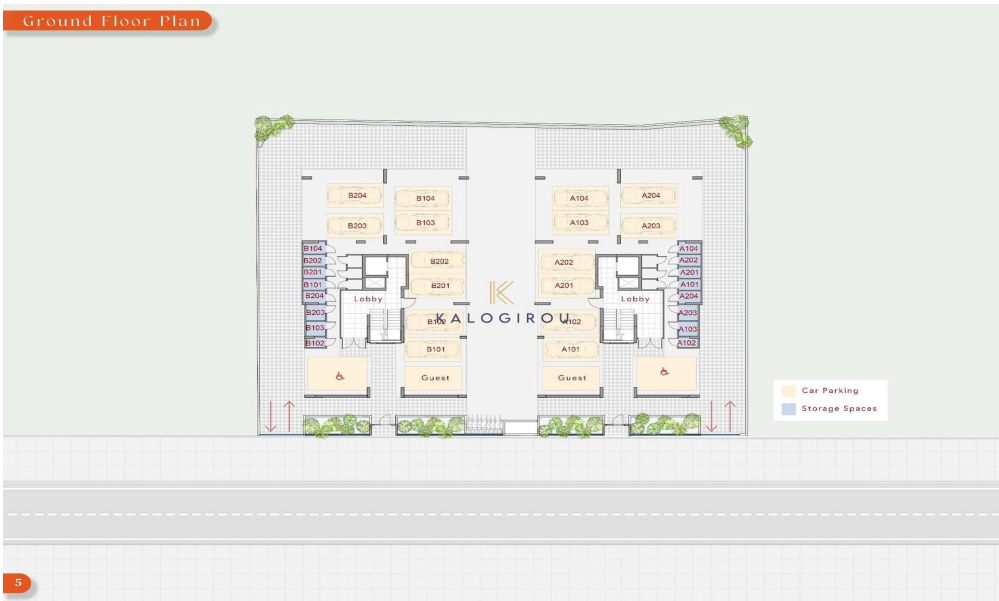 Ground Floor Plan
B204
B104
A104
A204
B203
B103
A103
A203
B104
B202
B201
B101
B204
B203
B103
B102
Lobby
B202
B201
B102
B101
Guest
KALOGIROU
A202
A201
A102
A101
Guest
Lobby
A104
A202
A201
A101
A204
A203
A103
A102
Car Parking
Storage Spaces
5